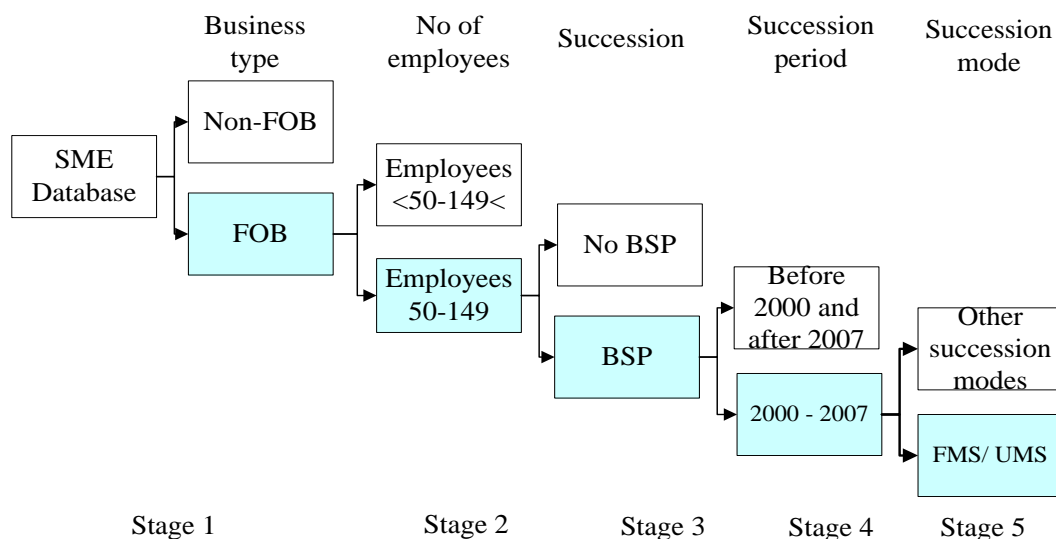 Business
type
No of
employees
Succession
Succession
period
Succession
mode
SME
Database
Non-FOB
FOB
Employees
<50-149<
Employees
50-149
No BSP
BSP
Before
2000 and
after 2007
2000 - 2007
Other
succession
modes
FMS/ UMS
Stage 1
Stage 2
Stage 3
Stage 4
Stage 5